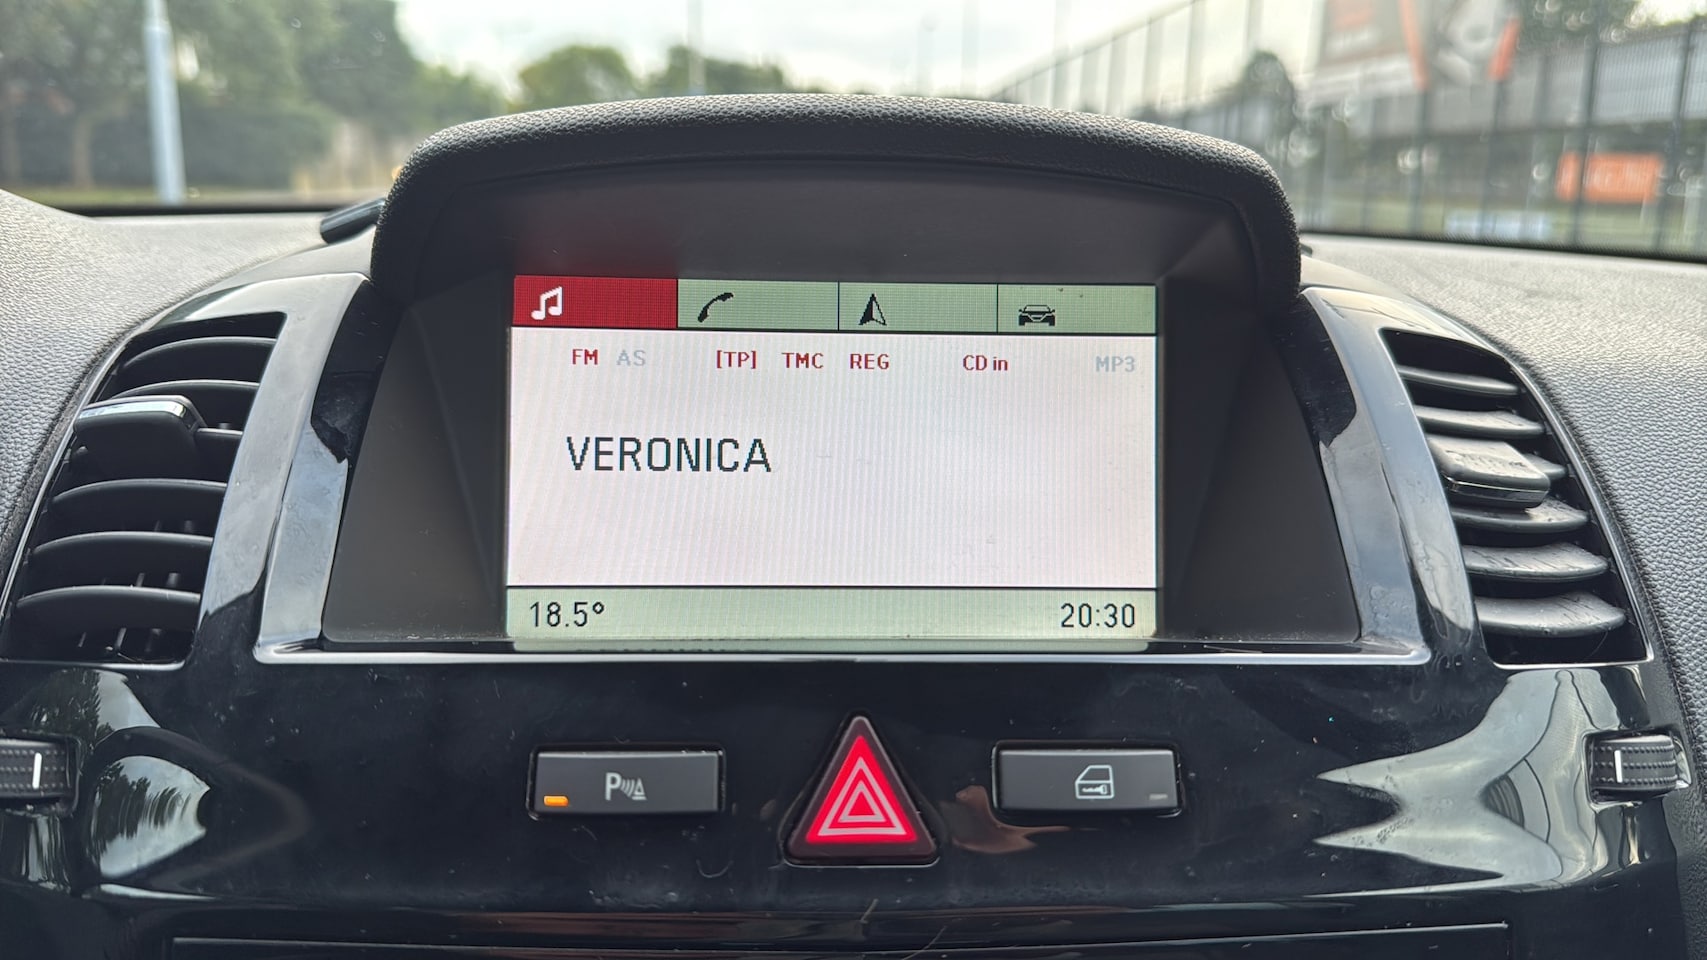 FM AS [TP] TMC REG CD in MP3
VERONICA
18.5° 20:30
P